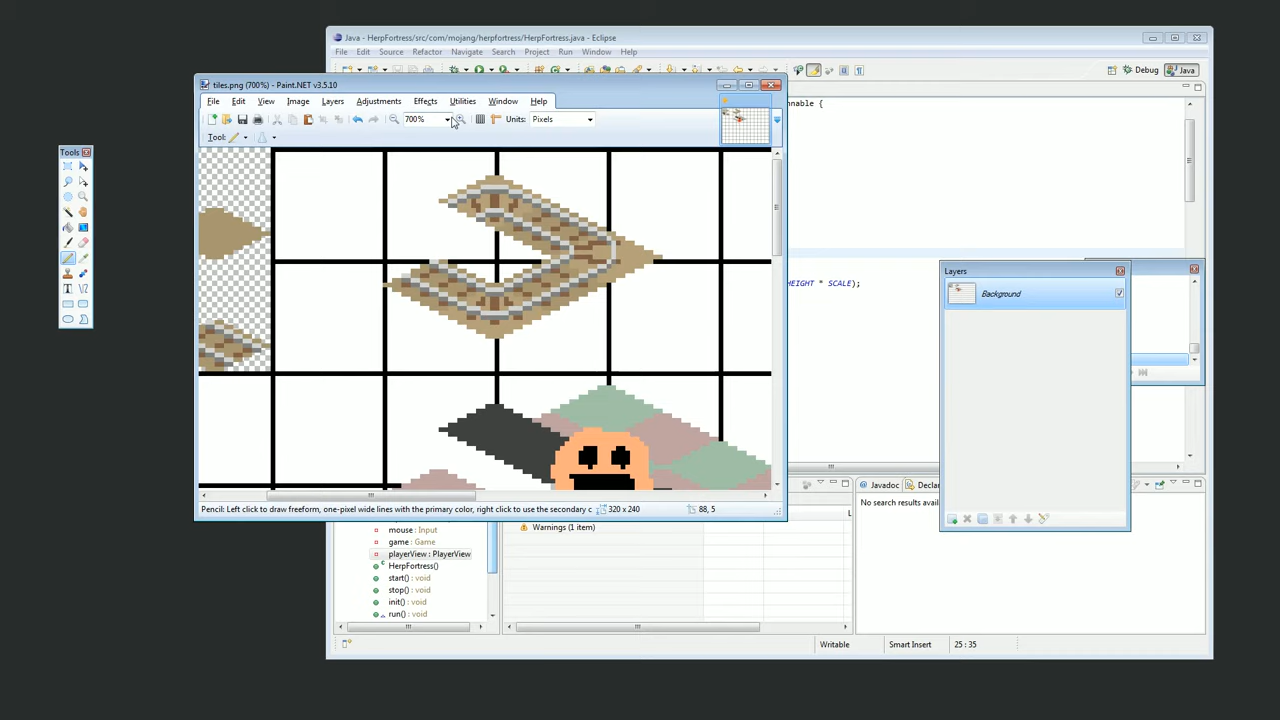 Java - HerpFortress/src/com/mojang/herpfortress/HerpFortress.java - Eclipse
File Edit Source Refactor Navigate Search Project Run Window Help
Debug Java
tiles.png (700%) - Paint.NET v3.5.10
File Edit View Image Layers Adjustments Effects Utilities Window Help
700% Units: Pixels
Tool:
Tools
nnable {
HEIGHT * SCALE);
Layers
Background
Javadoc Declar
No search results avail
Pencil: Left click to draw freeform, one-pixel wide lines with the primary color, right click to use the secondary c 320 x 240 88, 5
mouse : Input
game : Game
playerView : PlayerView
HerpFortress()
start() : void
stop() : void
init() : void
run() : void
Warnings (1 item)
Writable Smart Insert 25 : 35